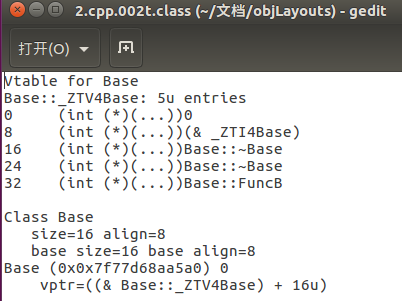 2.cpp.002t.class (~/文档/objLayouts) - gedit
打开(O)
Vtable for Base
Base::_ZTV4Base: 5u entries
0     (int (*)(...))0
8     (int (*)(...))(& _ZTI4Base)
16    (int (*)(...))Base::~Base
24    (int (*)(...))Base::~Base
32    (int (*)(...))Base::FuncB

Class Base
   size=16 align=8
   base size=16 base align=8
Base (0x0x7f77d68aa5a0) 0
    vptr=((& Base::_ZTV4Base) + 16u)